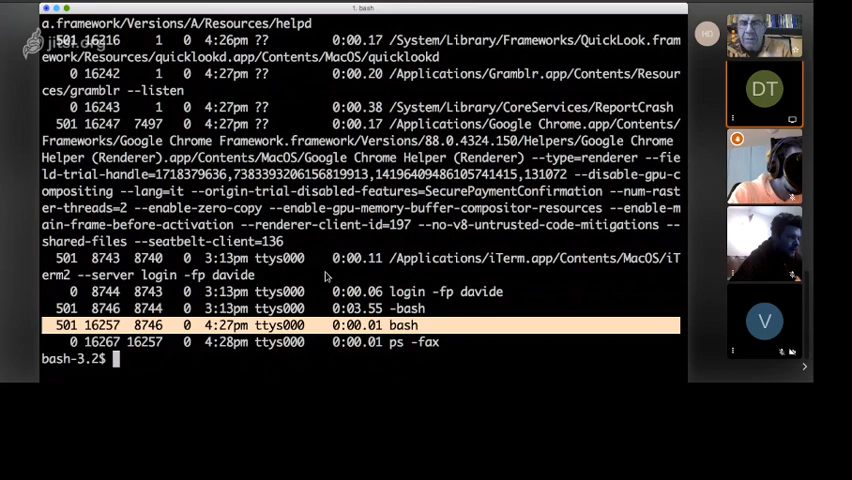 1. bash
a.framework/Versions/A/Resources/helpd
501 16216 1 0 4:26pm ?? 0:00.17 /System/Library/Frameworks/QuickLook.fram
ework/Resources/quicklookd.app/Contents/MacOS/quicklookd
0 16242 1 0 4:26pm ?? 0:00.20 /Applications/Gramblr.app/Contents/Resour
ces/gramblr --listen
0 16243 1 0 4:26pm ?? 0:00.38 /System/Library/CoreServices/ReportCrash
501 16247 7497 0 4:27pm ?? 0:00.17 /Applications/Google Chrome.app/Contents/
Frameworks/Google Chrome Framework.framework/Versions/88.0.4324.150/Helpers/Google Chrome
Helper (Renderer).app/Contents/MacOS/Google Chrome Helper (Renderer) --type=renderer --fie
ld-trial-handle=1718379636,7383393206156819913,14196409486105741415,131072 --disable-gpu-c
ompositing --lang=it --origin-trial-disabled-features=SecurePaymentConfirmation --num-rast
er-threads=2 --enable-zero-copy --enable-gpu-memory-buffer-compositor-resources --enable-m
ain-frame-before-activation --renderer-client-id=197 --no-v8-untrusted-code-mitigations --
shared-files --seatbelt-client=136
501 8743 8740 0 3:13pm ttys000 0:00.11 /Applications/iTerm.app/Contents/MacOS/iT
erm2 --server login -fp davide
0 8744 8743 0 3:13pm ttys000 0:00.06 login -fp davide
501 8746 8744 0 3:13pm ttys000 0:03.55 -bash
501 16257 8746 0 4:27pm ttys000 0:00.01 bash
0 16267 16257 0 4:28pm ttys000 0:00.01 ps -fax
bash-3.2$
jitsi.org
HD
DT
V